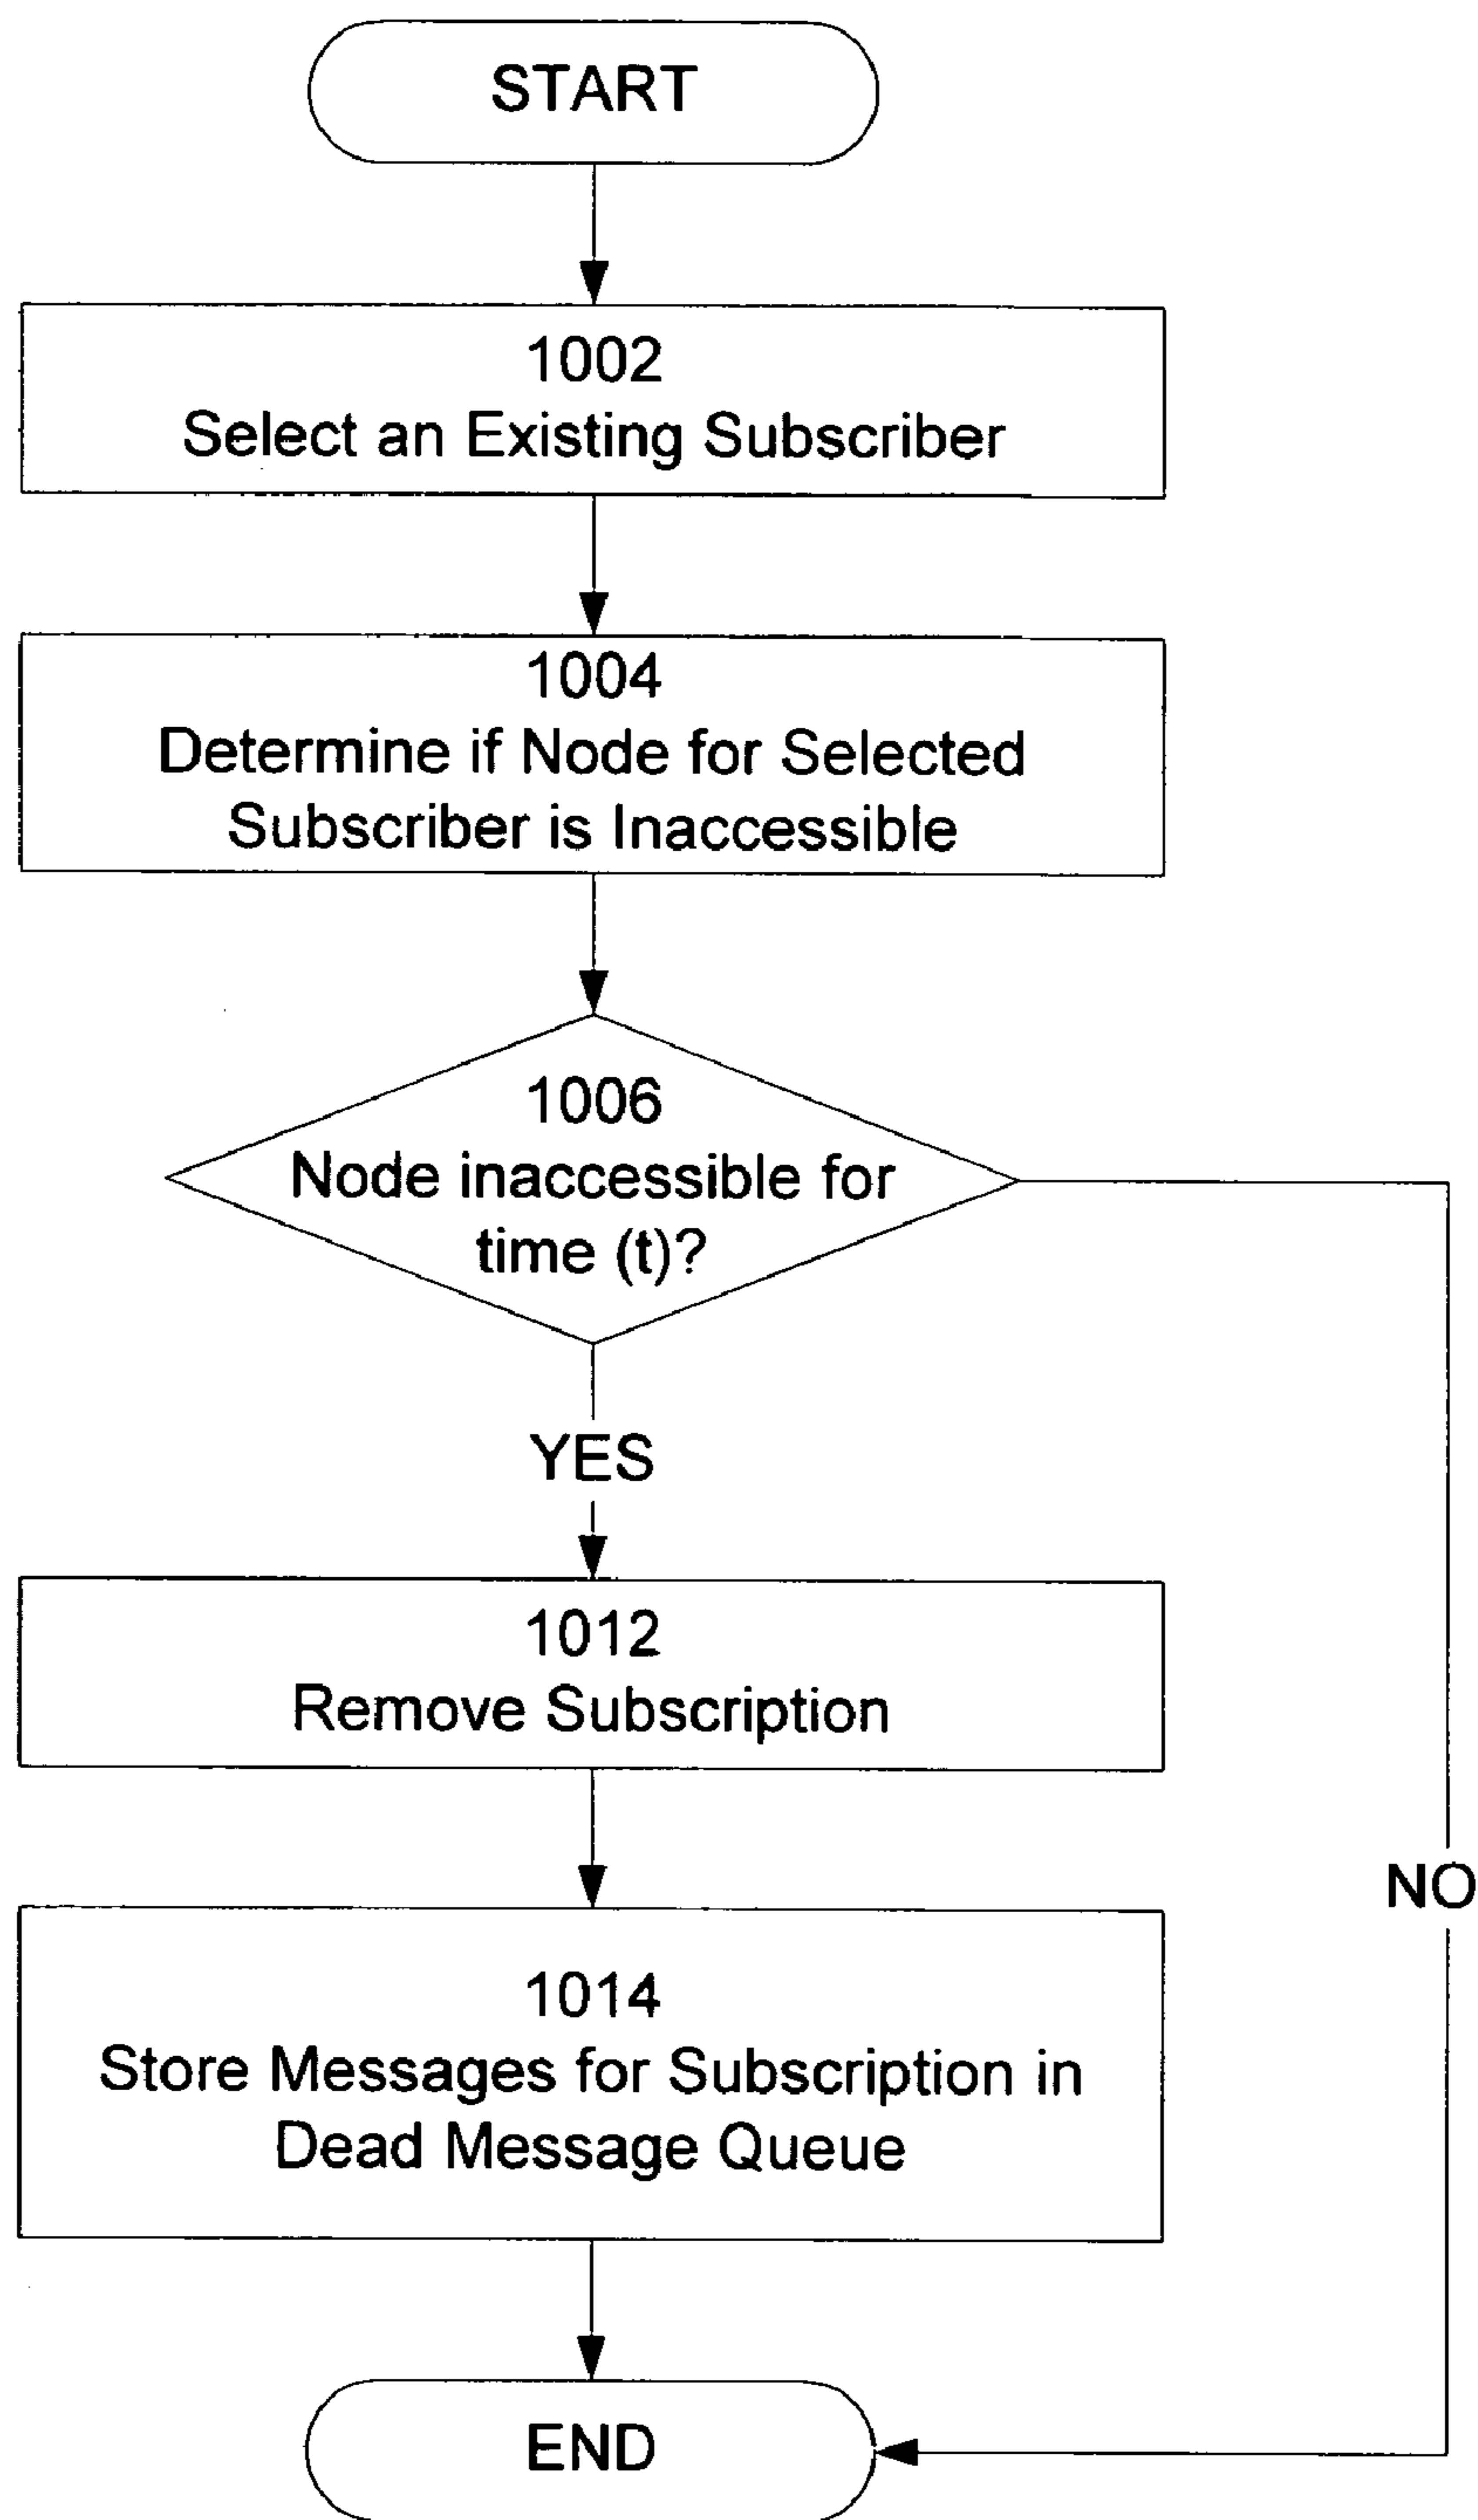 START
1002
Select an Existing Subscriber
1004
Determine if Node for Selected
Subscriber is Inaccessible
1006
Node inaccessible for
time (t)?
YES
1012
Remove Subscription
NO
1014
Store Messages for Subscription in
Dead Message Queue
END